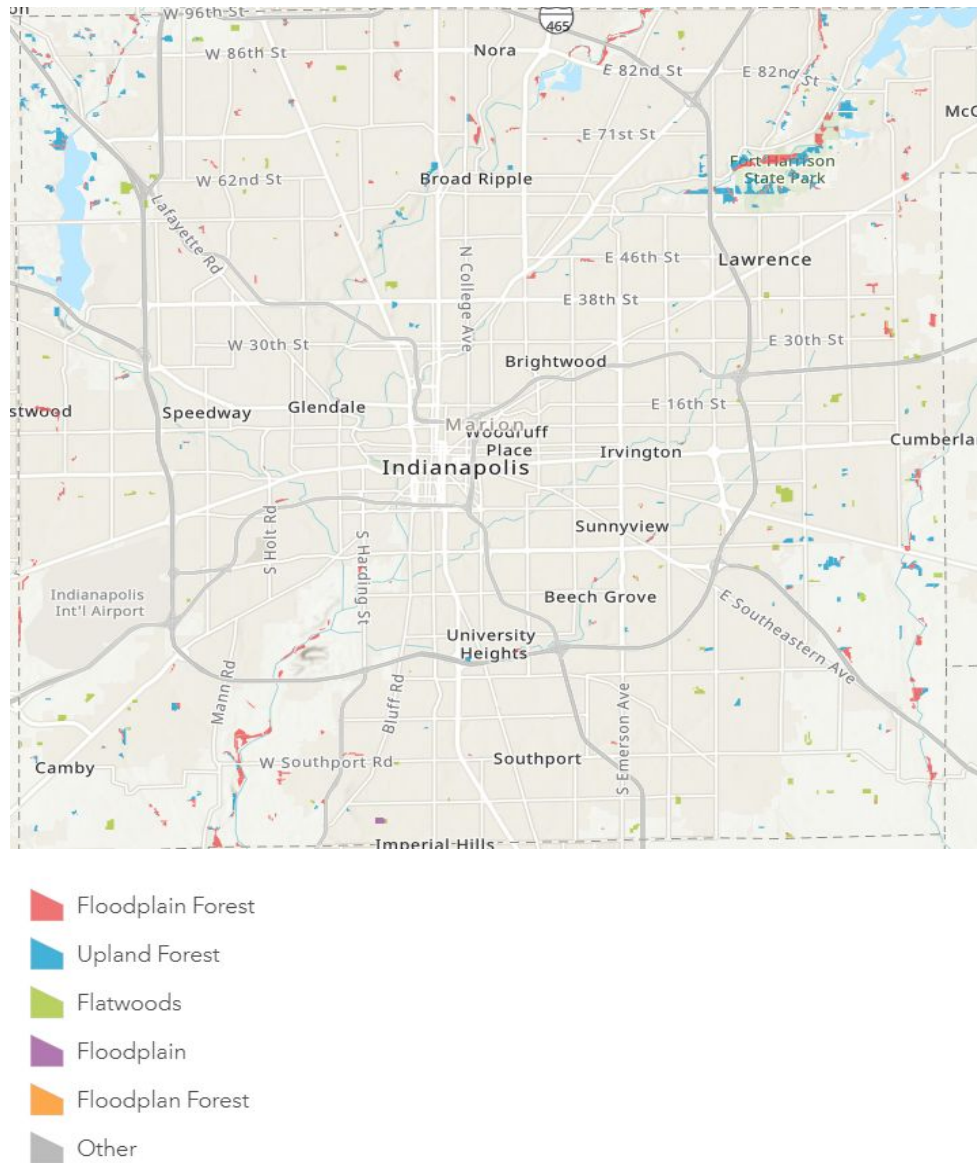 on
W 96th St
465
W 86th St
Nora
E 82nd St
E 82nd St
McC
E 71st St
Fort Harrison
State Park
W 62nd St
Broad Ripple
Lafayette Rd
N College Ave
E 46th St
Lawrence
E 38th St
W 30th St
E 30th St
Brightwood
stwood
Speedway
Glendale
E 16th St
Marion
Woodruff
Place
Irvington
Cumberla
Indianapolis
S Holt Rd
S Harding St
Sunnyview
Indianapolis
Int'l Airport
Beech Grove
E Southeastern Ave
University
Heights
Mann Rd
Bluff Rd
S Emerson Ave
Camby
W Southport Rd
Southport
Imperial Hills
Floodplain Forest
Upland Forest
Flatwoods
Floodplain
Floodplan Forest
Other